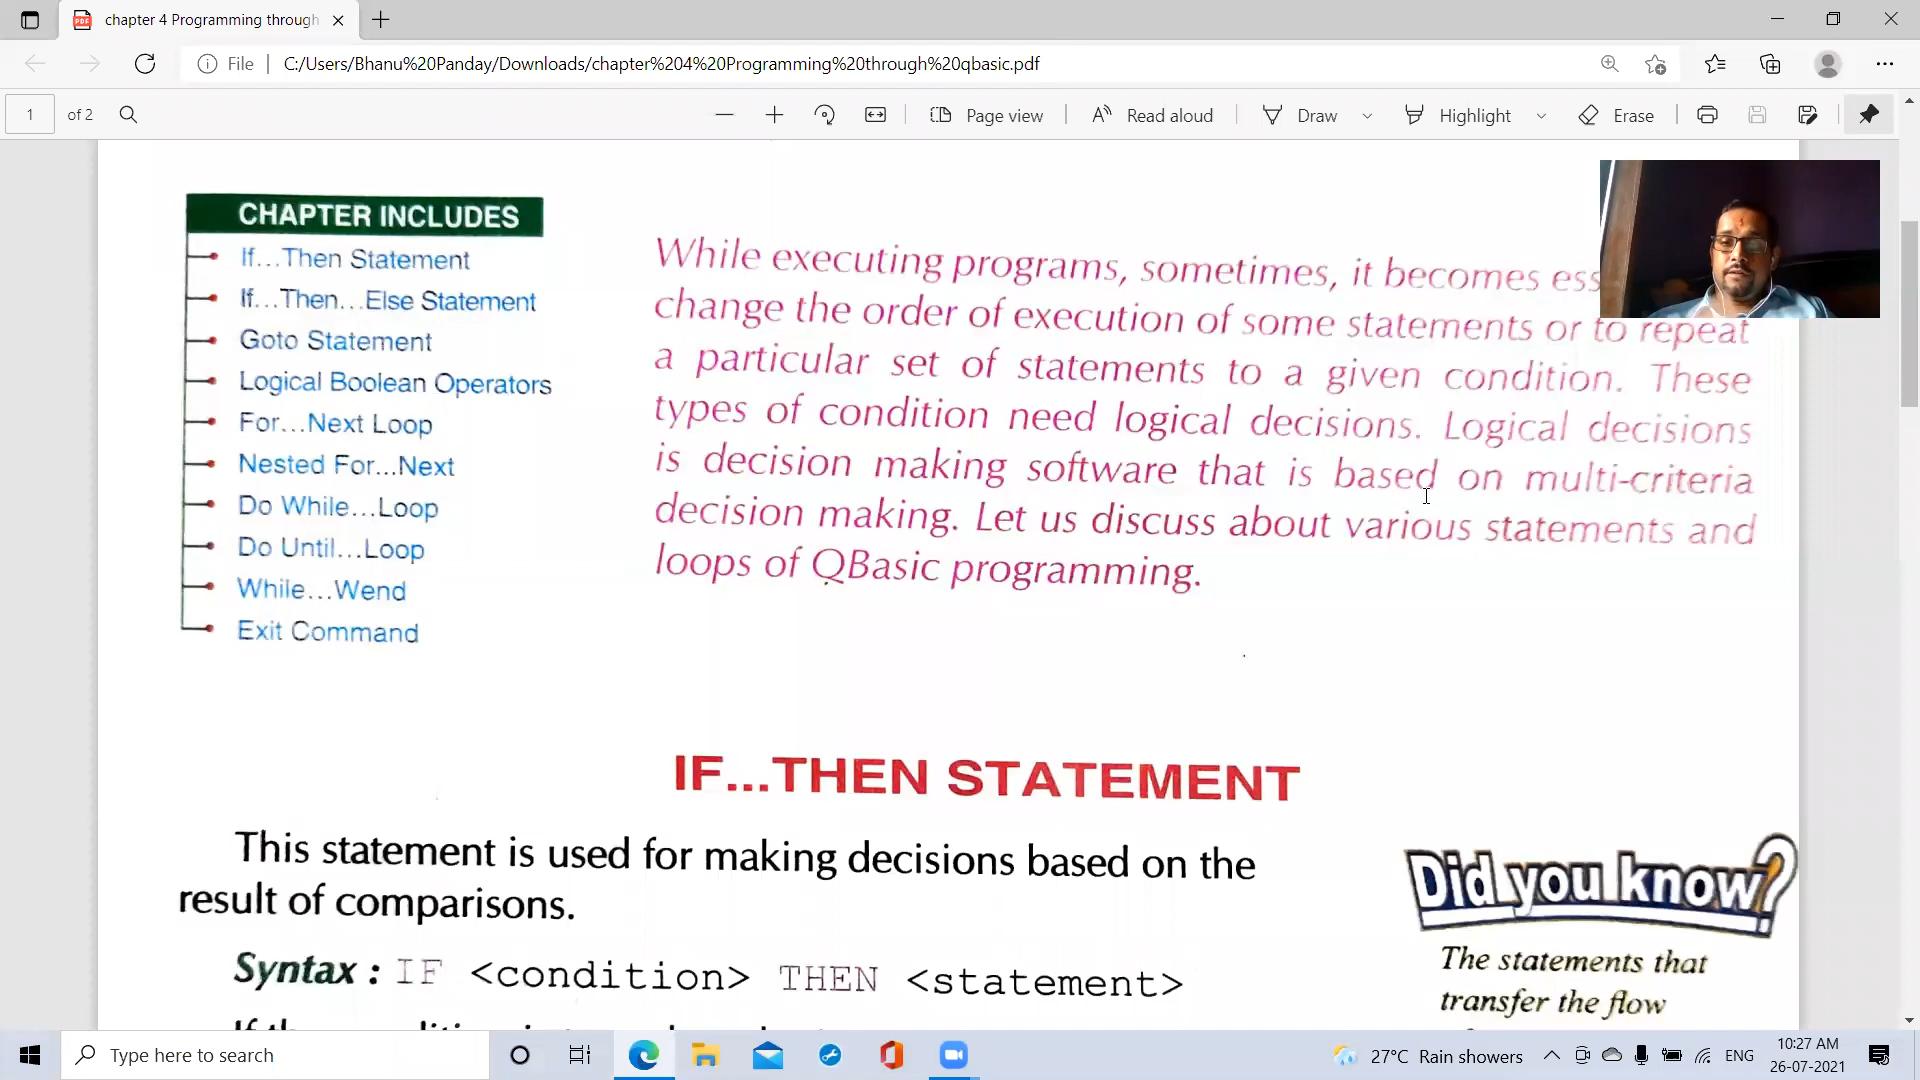 chapter 4 Programming through
File
C:/Users/Bhanu%20Panday/Downloads/chapter%204%20Programming%20through%20qbasic.pdf
1 of 2
Page view
Read aloud
Draw
Highlight
Erase
CHAPTER INCLUDES
If...Then Statement
If...Then...Else Statement
Goto Statement
Logical Boolean Operators
For...Next Loop
Nested For...Next
Do While...Loop
Do Until...Loop
While...Wend
Exit Command
While executing programs, sometimes, it becomes ess
change the order of execution of some statements or to repeat
a particular set of statements to a given condition. These
types of condition need logical decisions. Logical decisions
is decision making software that is based on multi-criteria
decision making. Let us discuss about various statements and
loops of QBasic programming.
IF...THEN STATEMENT
This statement is used for making decisions based on the
result of comparisons.
Syntax : IF <condition> THEN <statement>
Did you know?
The statements that
transfer the flow
Type here to search
27°C Rain showers
ENG
10:27 AM
26-07-2021